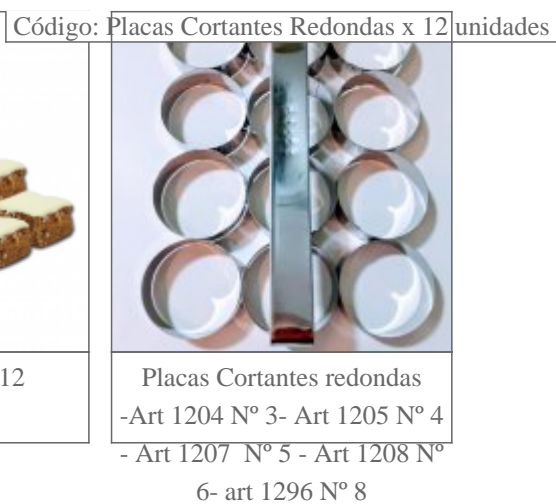 Código: Placas Cortantes Redondas x 12 unidades
12
Placas Cortantes redondas
-Art 1204 Nº 3- Art 1205 Nº 4
- Art 1207 Nº 5 - Art 1208 Nº
6- art 1296 Nº 8